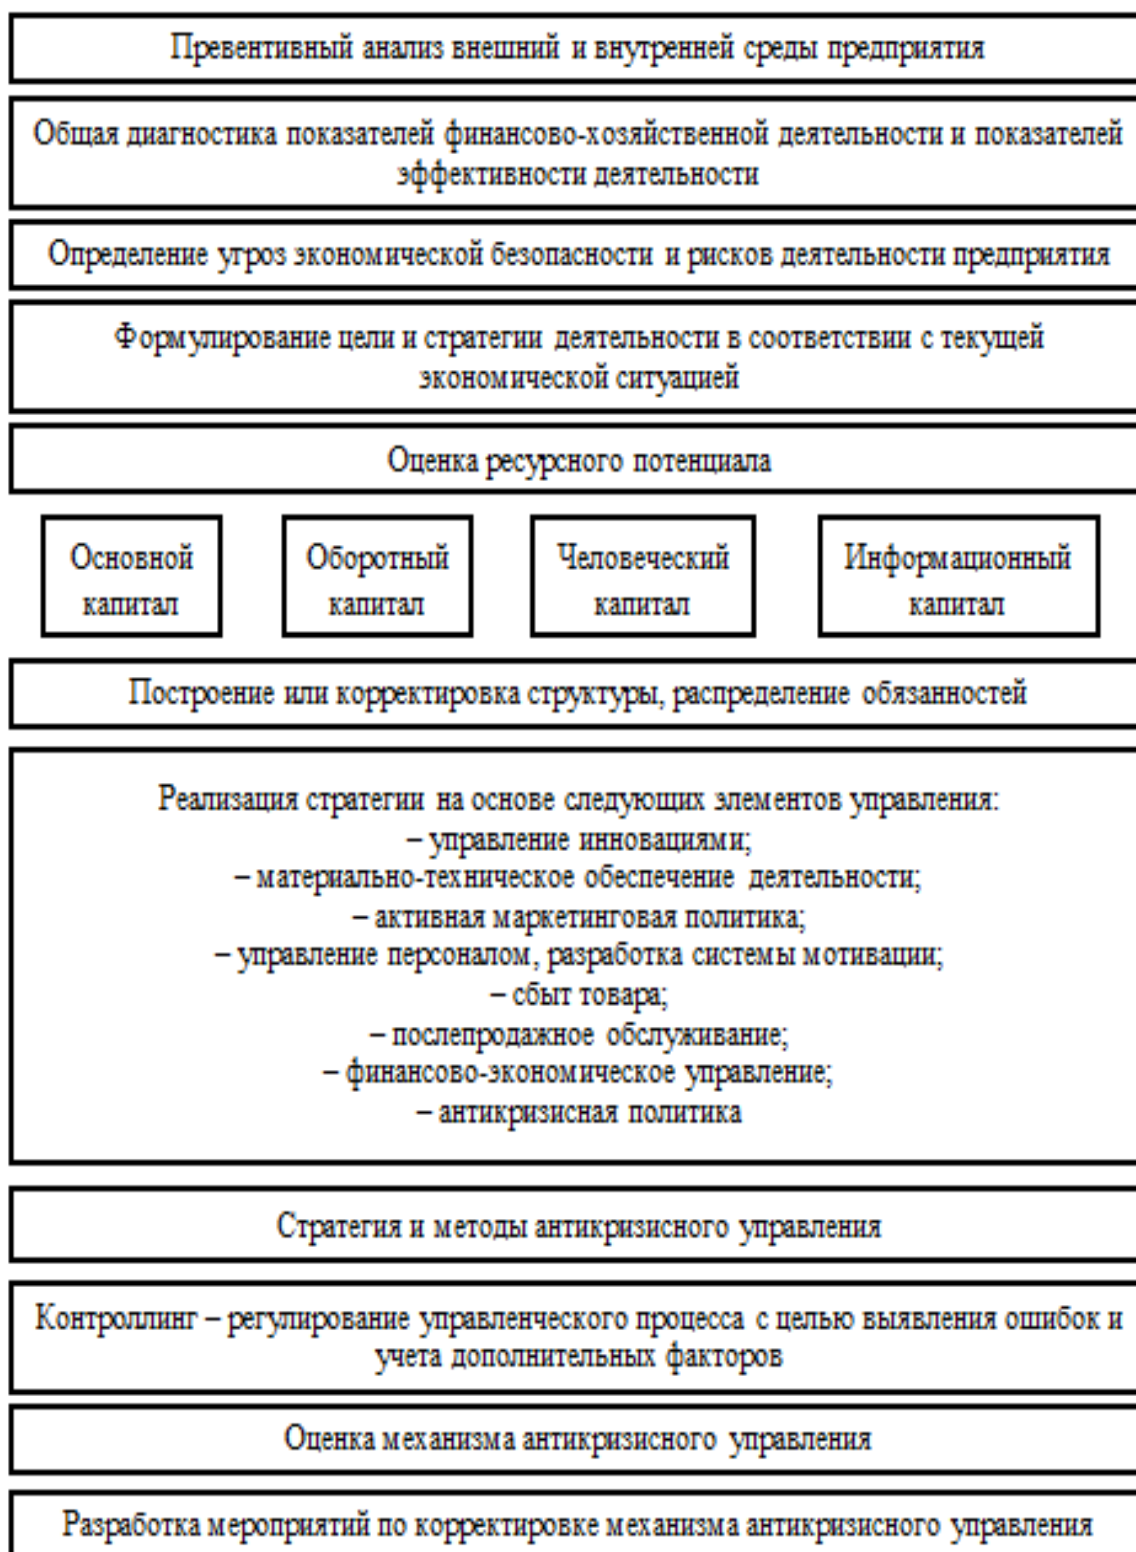 Превентивный анализ внешний и внутренней среды предприятия
Общая диагностика показателей финансово-хозяйственной деятельности и показателей
эффективности деятельности
Определение угроз экономической безопасности и рисков деятельности предприятия
Формулирование цели и стратегии деятельности в соответствии с текущей
экономической ситуацией
Оценка ресурсного потенциала
Основной
капитал
Оборотный
капитал
Человеческий
капитал
Информационный
капитал
Построение или корректировка структуры, распределение обязанностей
Реализация стратегии на основе следующих элементов управления:
– управление инновациями;
– материально-техническое обеспечение деятельности;
– активная маркетинговая политика;
– управление персоналом, разработка системы мотивации;
– сбыт товара;
– послепродажное обслуживание;
– финансово-экономическое управление;
– антикризисная политика
Стратегия и методы антикризисного управления
Контроллинг – регулирование управленческого процесса с целью выявления ошибок и
учета дополнительных факторов
Оценка механизма антикризисного управления
Разработка мероприятий по корректировке механизма антикризисного управления